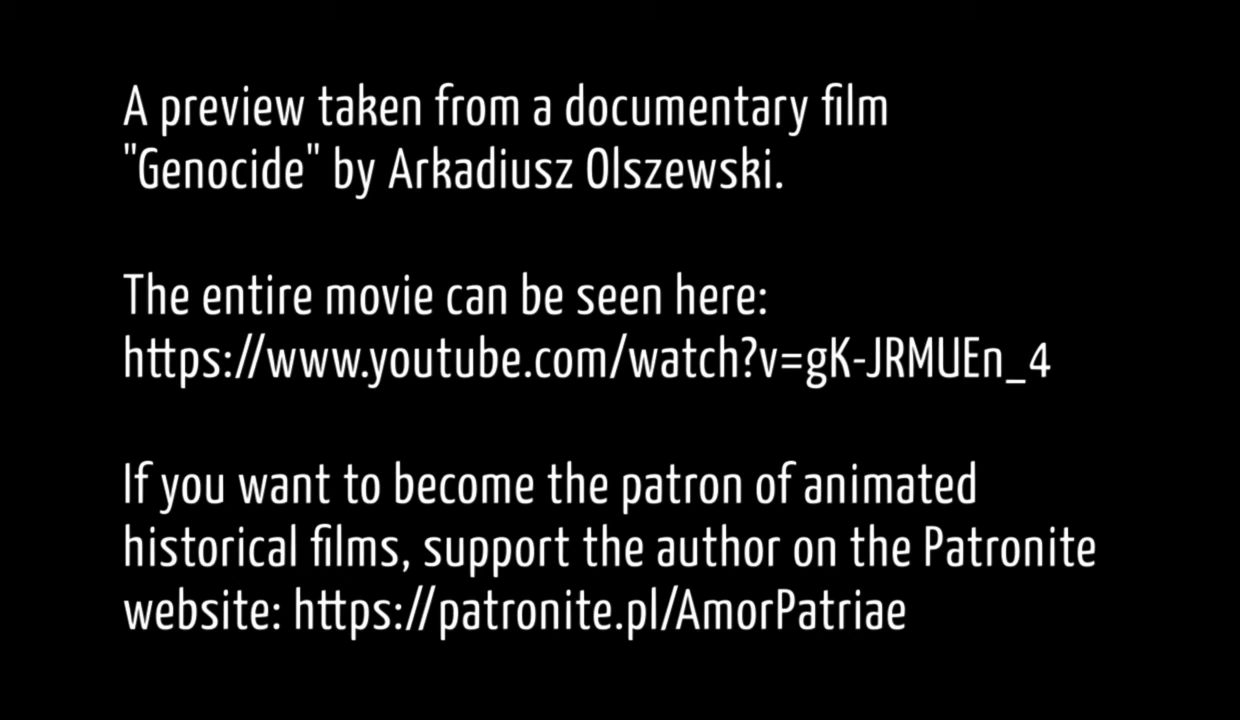 A preview taken from a documentary film
"Genocide" by Arkadiusz Olszewski.
The entire movie can be seen here:
https://www.youtube.com/watch?v=gK-JRMUEn_4
If you want to become the patron of animated
historical films, support the author on the Patronite
website: https://patronite.pl/AmorPatriae